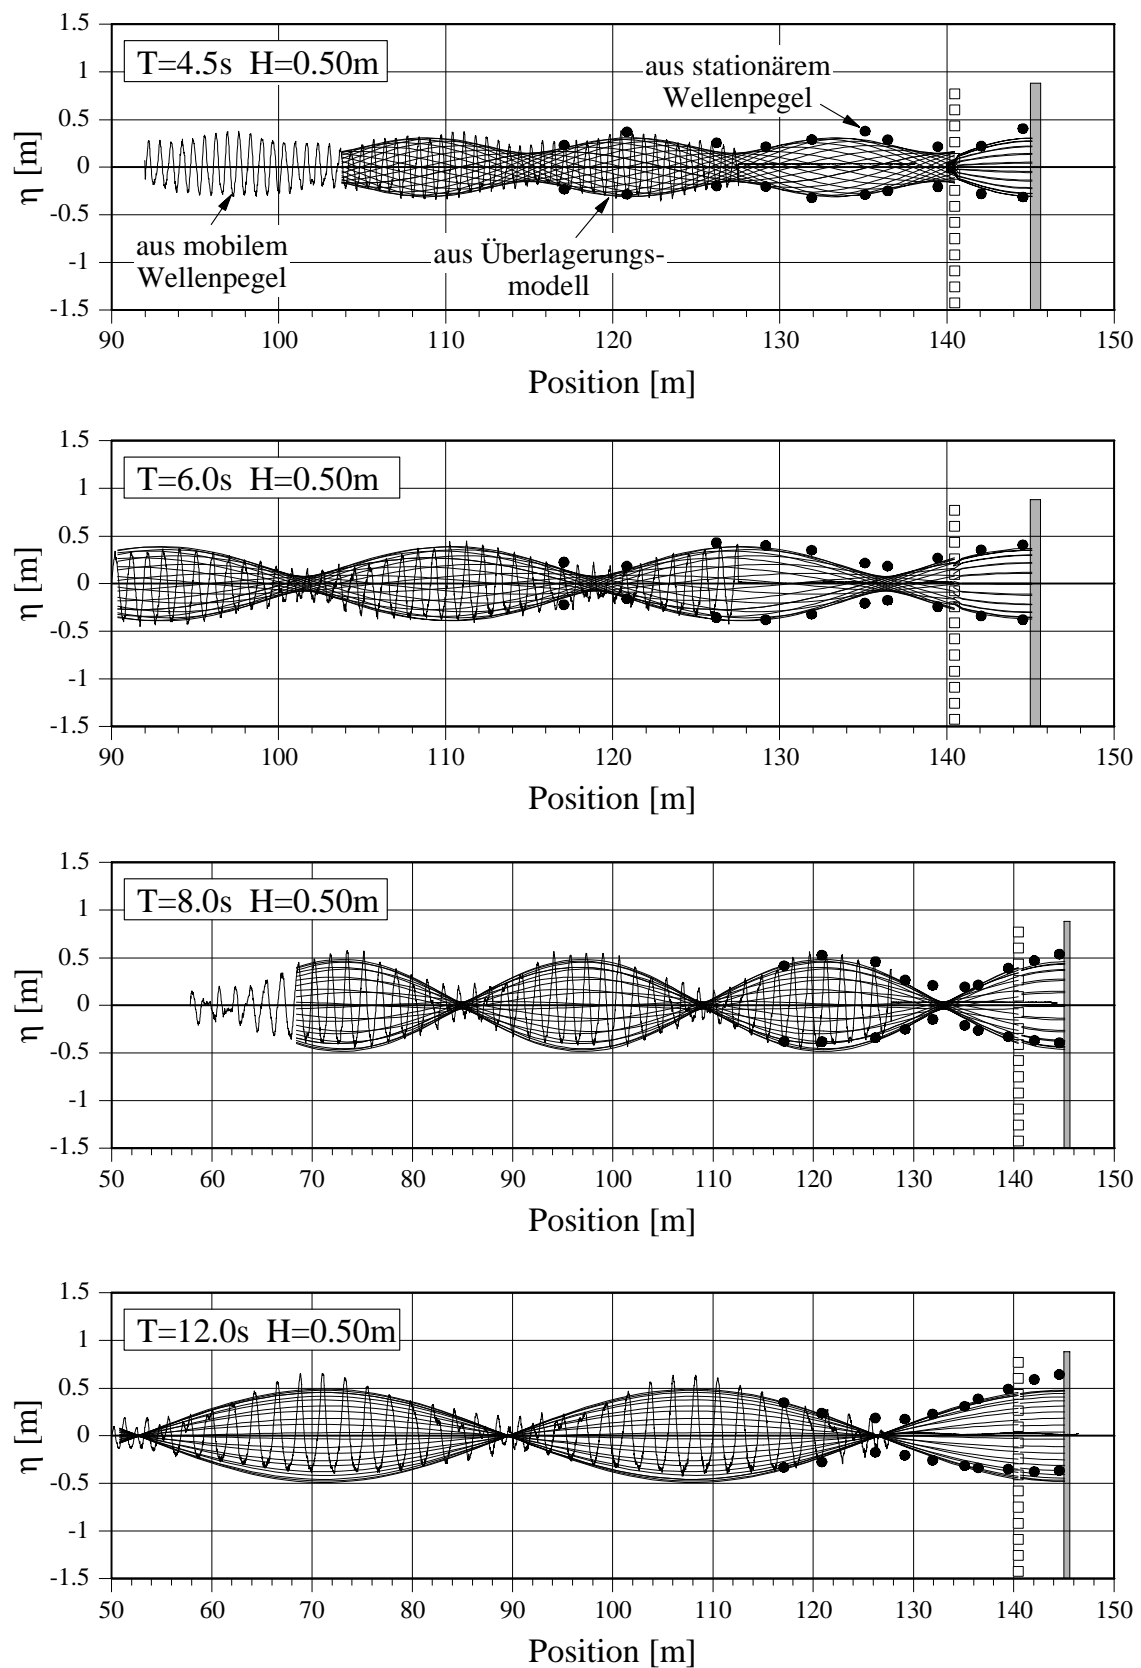 1.5
T=4.5s H=0.50m
aus stationärem
Wellenpegel
1
0.5
0
-0.5
-1
-1.5
η [m]
aus mobilem
Wellenpegel
aus Überlagerungs-
modell
90 100 110 120 130 140 150
Position [m]
1.5
T=6.0s H=0.50m
1
0.5
0
-0.5
-1
-1.5
η [m]
90 100 110 120 130 140 150
Position [m]
1.5
T=8.0s H=0.50m
1
0.5
0
-0.5
-1
-1.5
η [m]
50 60 70 80 90 100 110 120 130 140 150
Position [m]
1.5
T=12.0s H=0.50m
1
0.5
0
-0.5
-1
-1.5
η [m]
50 60 70 80 90 100 110 120 130 140 150
Position [m]